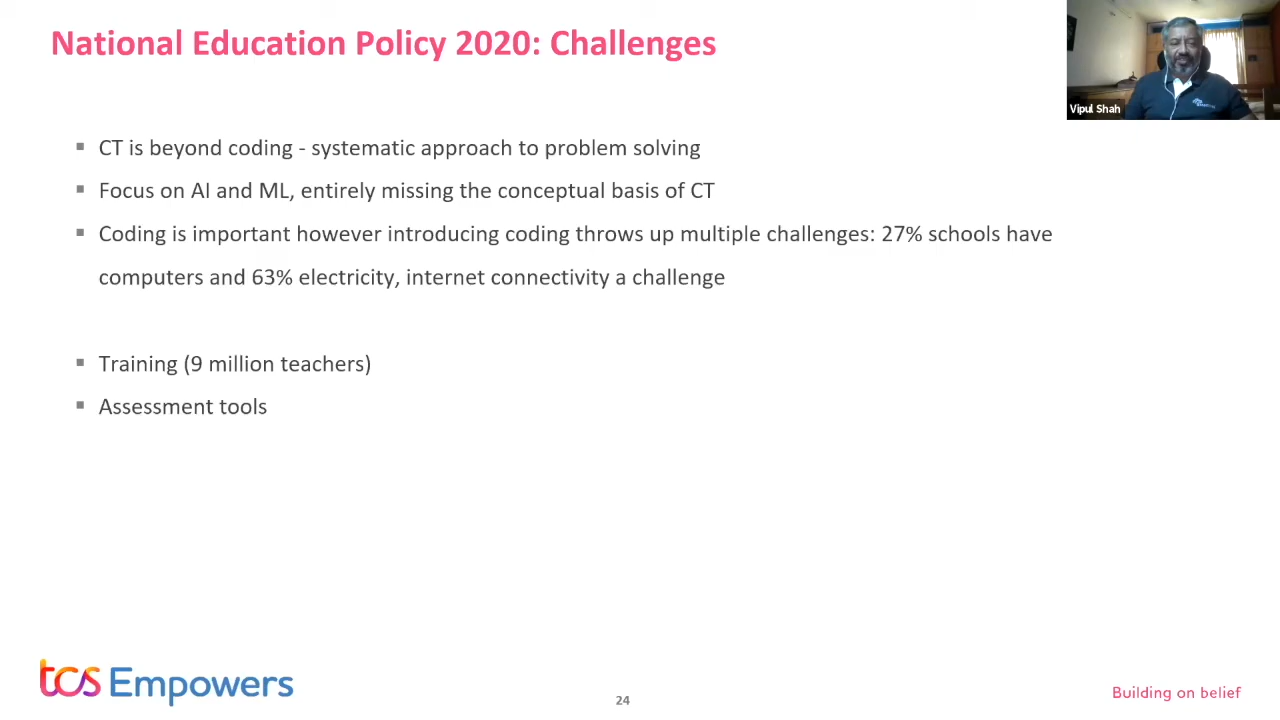 National Education Policy 2020: Challenges
Vipul Shah
▪ CT is beyond coding - systematic approach to problem solving
▪ Focus on AI and ML, entirely missing the conceptual basis of CT
▪ Coding is important however introducing coding throws up multiple challenges: 27% schools have
computers and 63% electricity, internet connectivity a challenge
▪ Training (9 million teachers)
▪ Assessment tools
tcs Empowers
24
Building on belief